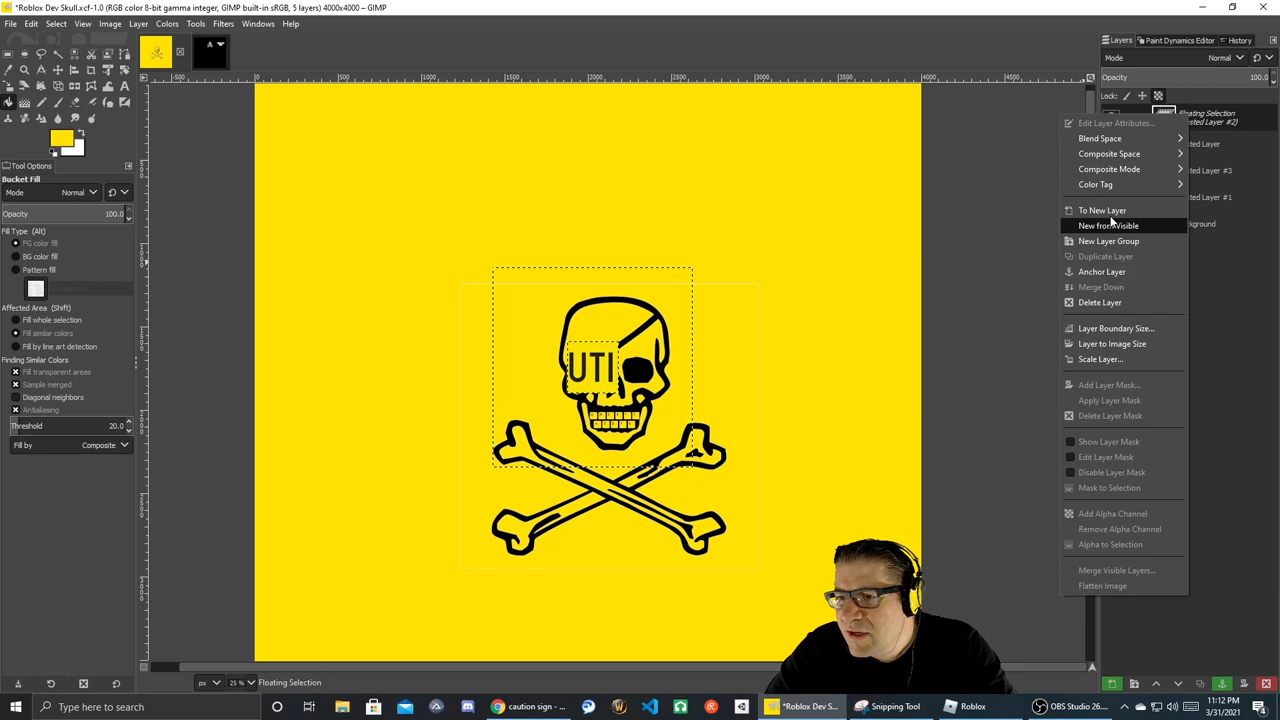 *Roblox Dev Skull.xcf-1.0 (RGB color 8-bit gamma integer, GIMP built-in sRGB, 5 layers) 4000x4000 – GIMP
File Edit Select View Image Layer Colors Tools Filters Windows Help
Layers Paint Dynamics Editor History
Mode Normal
Opacity 100.0
Lock:
Floating Selection
Edit Layer Attributes...
Blend Space
Composite Space
Composite Mode
Color Tag
To New Layer
New from Visible
New Layer Group
Duplicate Layer
Anchor Layer
Merge Down
Delete Layer
Layer Boundary Size...
Layer to Image Size
Scale Layer...
Add Layer Mask...
Apply Layer Mask
Delete Layer Mask
Show Layer Mask
Edit Layer Mask
Disable Layer Mask
Mask to Selection
Add Alpha Channel
Remove Alpha Channel
Alpha to Selection
Merge Visible Layers...
Flatten Image
Tool Options
Bucket Fill
Mode Normal
Opacity 100.0
Fill Type (Alt)
FG color fill
BG color fill
Pattern fill
Affected Area (Shift)
Fill whole selection
Fill similar colors
Fill by line art detection
Finding Similar Colors
Fill transparent areas
Sample merged
Diagonal neighbors
Antialiasing
Threshold 20.0
Fill by Composite
UTI
px 25 % Floating Selection
Type here to search
caution sign - ...
*Roblox Dev S...
Snipping Tool
Roblox
OBS Studio 26....
11:12 PM
3/31/2021